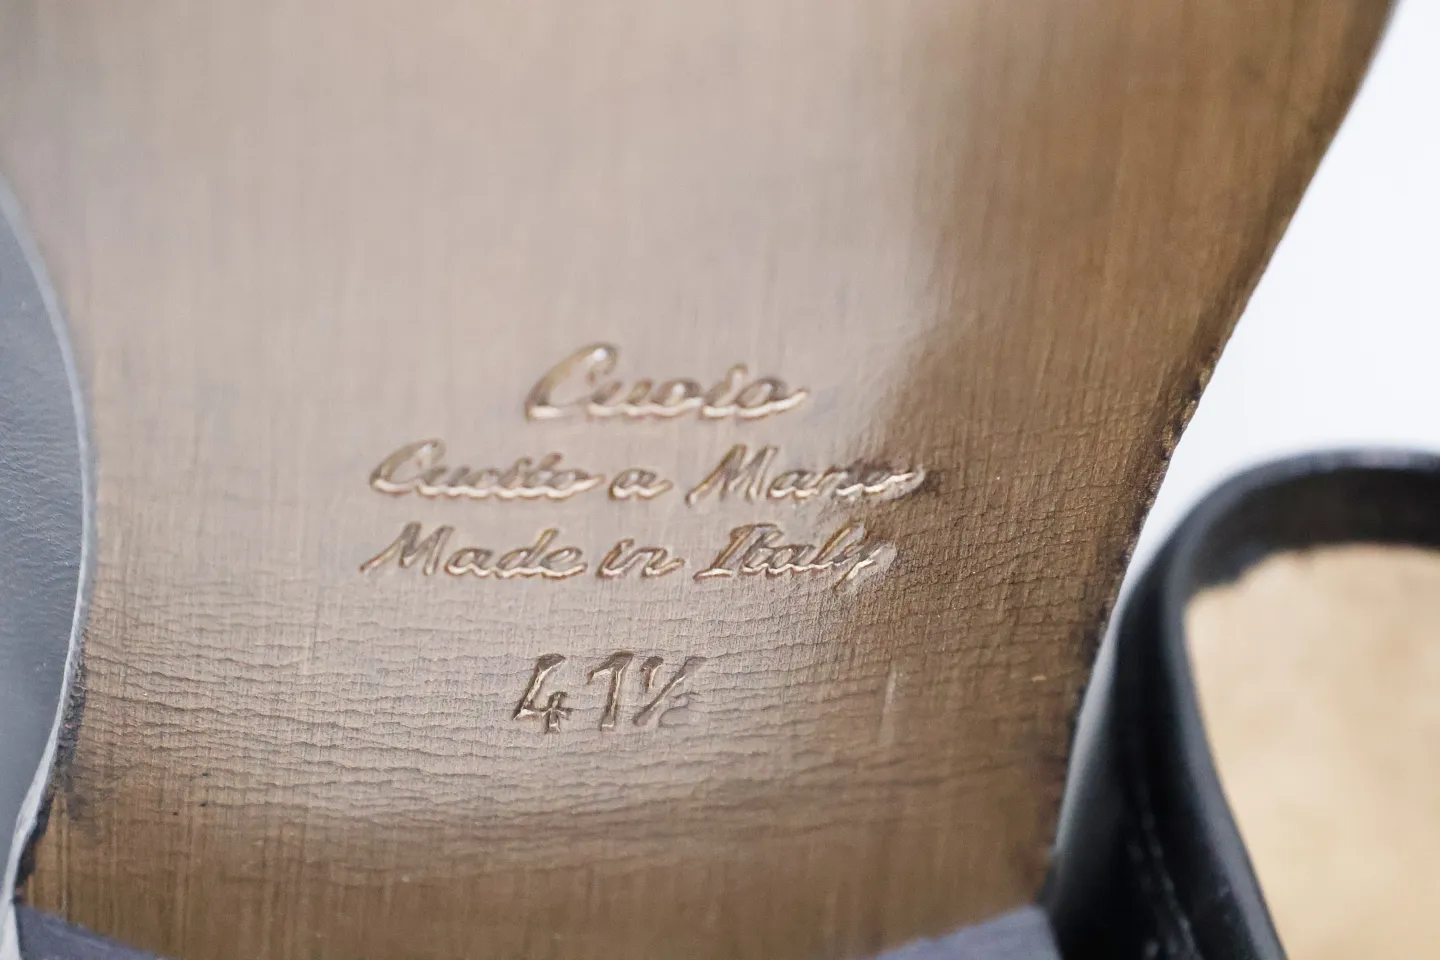 Cuoio
Cucito a Mano
Made in Italy
41½